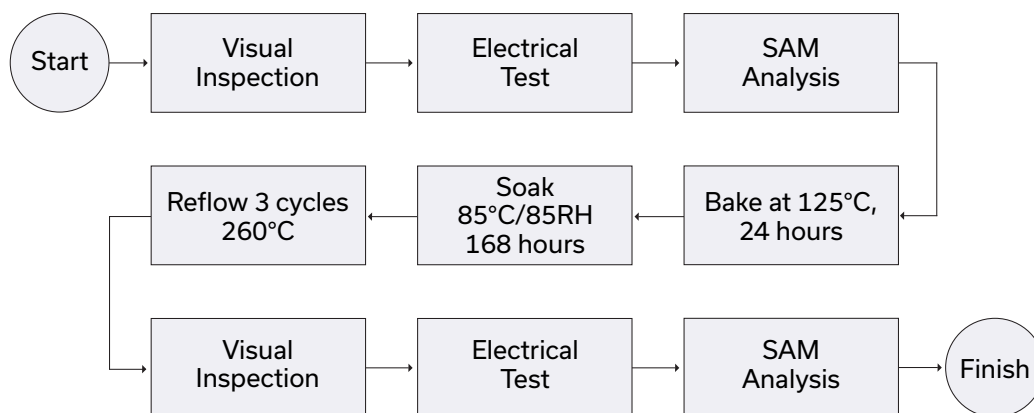 Start
Visual
Inspection
Electrical
Test
SAM
Analysis
Bake at 125°C,
24 hours
Soak
85°C/85RH
168 hours
Reflow 3 cycles
260°C
Visual
Inspection
Electrical
Test
SAM
Analysis
Finish